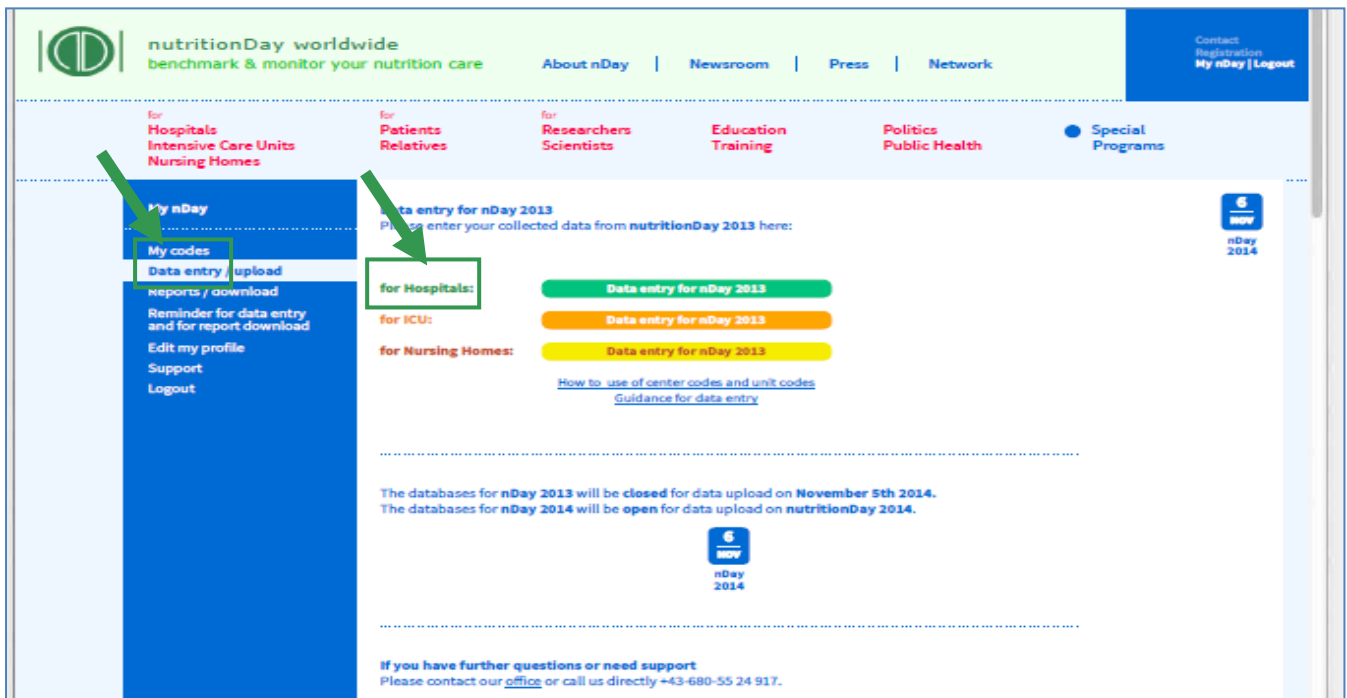 nutritionDay worldwide
benchmark & monitor your nutrition care
About nDay | Newsroom | Press | Network
Contact
Registration
My nDay | Logout
for
Hospitals
Intensive Care Units
Nursing Homes
for
Patients
Relatives
for
Researchers
Scientists
Education
Training
Politics
Public Health
Special
Programs
My nDay
My codes
Data entry / upload
Reports / download
Reminder for data entry
and for report download
Edit my profile
Support
Logout
Data entry for nDay 2013
Please enter your collected data from nutritionDay 2013 here:
for Hospitals: Data entry for nDay 2013
for ICU: Data entry for nDay 2013
for Nursing Homes: Data entry for nDay 2013
How to use of center codes and unit codes
Guidance for data entry
6
NOV
nDay
2014
The databases for nDay 2013 will be closed for data upload on November 5th 2014.
The databases for nDay 2014 will be open for data upload on nutritionDay 2014.
6
NOV
nDay
2014
If you have further questions or need support
Please contact our office or call us directly +43-680-55 24 917.